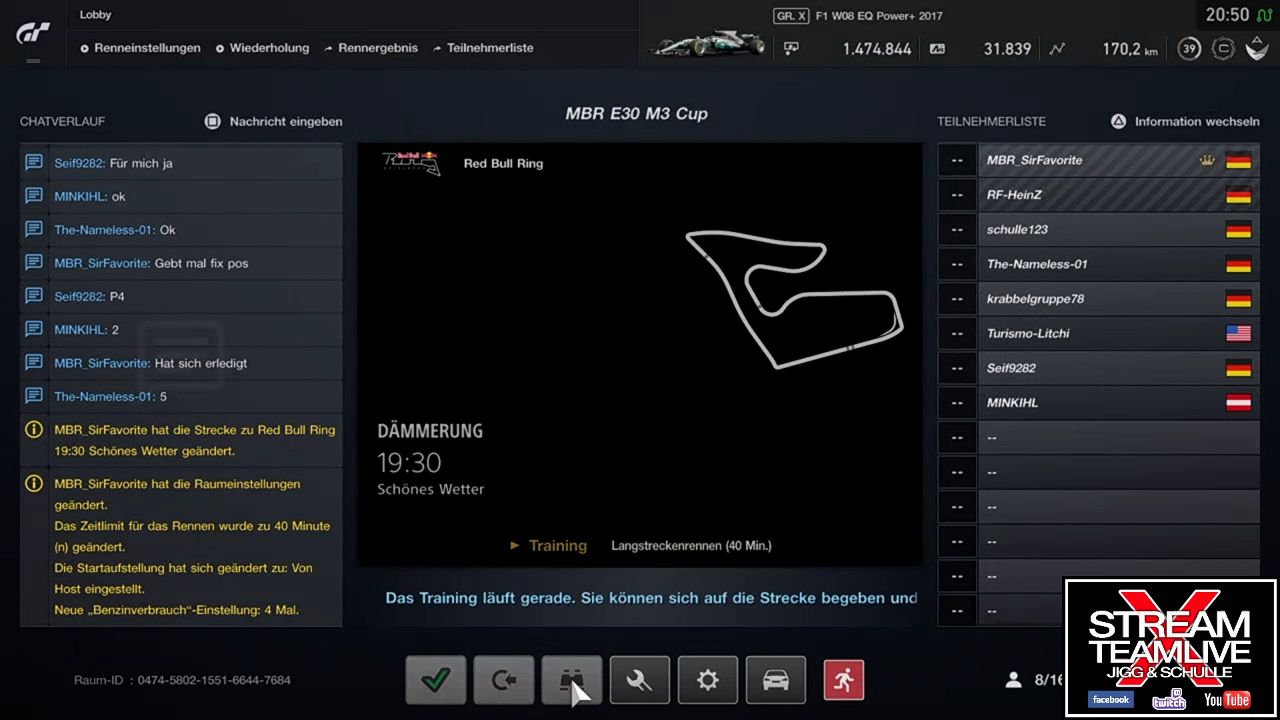 Lobby
Renneinstellungen
Wiederholung
Rennergebnis
Teilnehmerliste
GR. X
F1 W08 EQ Power+ 2017
20:50
1.474.844
31.839
170,2 km
39
C
CHATVERLAUF
Nachricht eingeben
MBR E30 M3 Cup
TEILNEHMERLISTE
Information wechseln
Seif9282: Für mich ja
MINKIHL: ok
The-Nameless-01: Ok
MBR_SirFavorite: Gebt mal fix pos
Seif9282: P4
MINKIHL: 2
MBR_SirFavorite: Hat sich erledigt
The-Nameless-01: 5
MBR_SirFavorite hat die Strecke zu Red Bull Ring
19:30 Schönes Wetter geändert.
MBR_SirFavorite hat die Raumeinstellungen
geändert.
Das Zeitlimit für das Rennen wurde zu 40 Minute
(n) geändert.
Die Startaufstellung hat sich geändert zu: Von
Host eingestellt.
Neue „Benzinverbrauch“-Einstellung: 4 Mal.
Red Bull Ring
DÄMMERUNG
19:30
Schönes Wetter
Training
Langstreckenrennen (40 Min.)
Das Training läuft gerade. Sie können sich auf die Strecke begeben und
-- MBR_SirFavorite
-- RF-HeinZ
-- schulle123
-- The-Nameless-01
-- krabbelgruppe78
-- Turismo-Litchi
-- Seif9282
-- MINKIHL
-- --
-- --
-- --
-- --
-- --
-- --
Raum-ID : 0474-5802-1551-6644-7684
8/16
X
STREAM
TEAMLIVE
JIGG & SCHULLE
facebook
twitch
YouTube